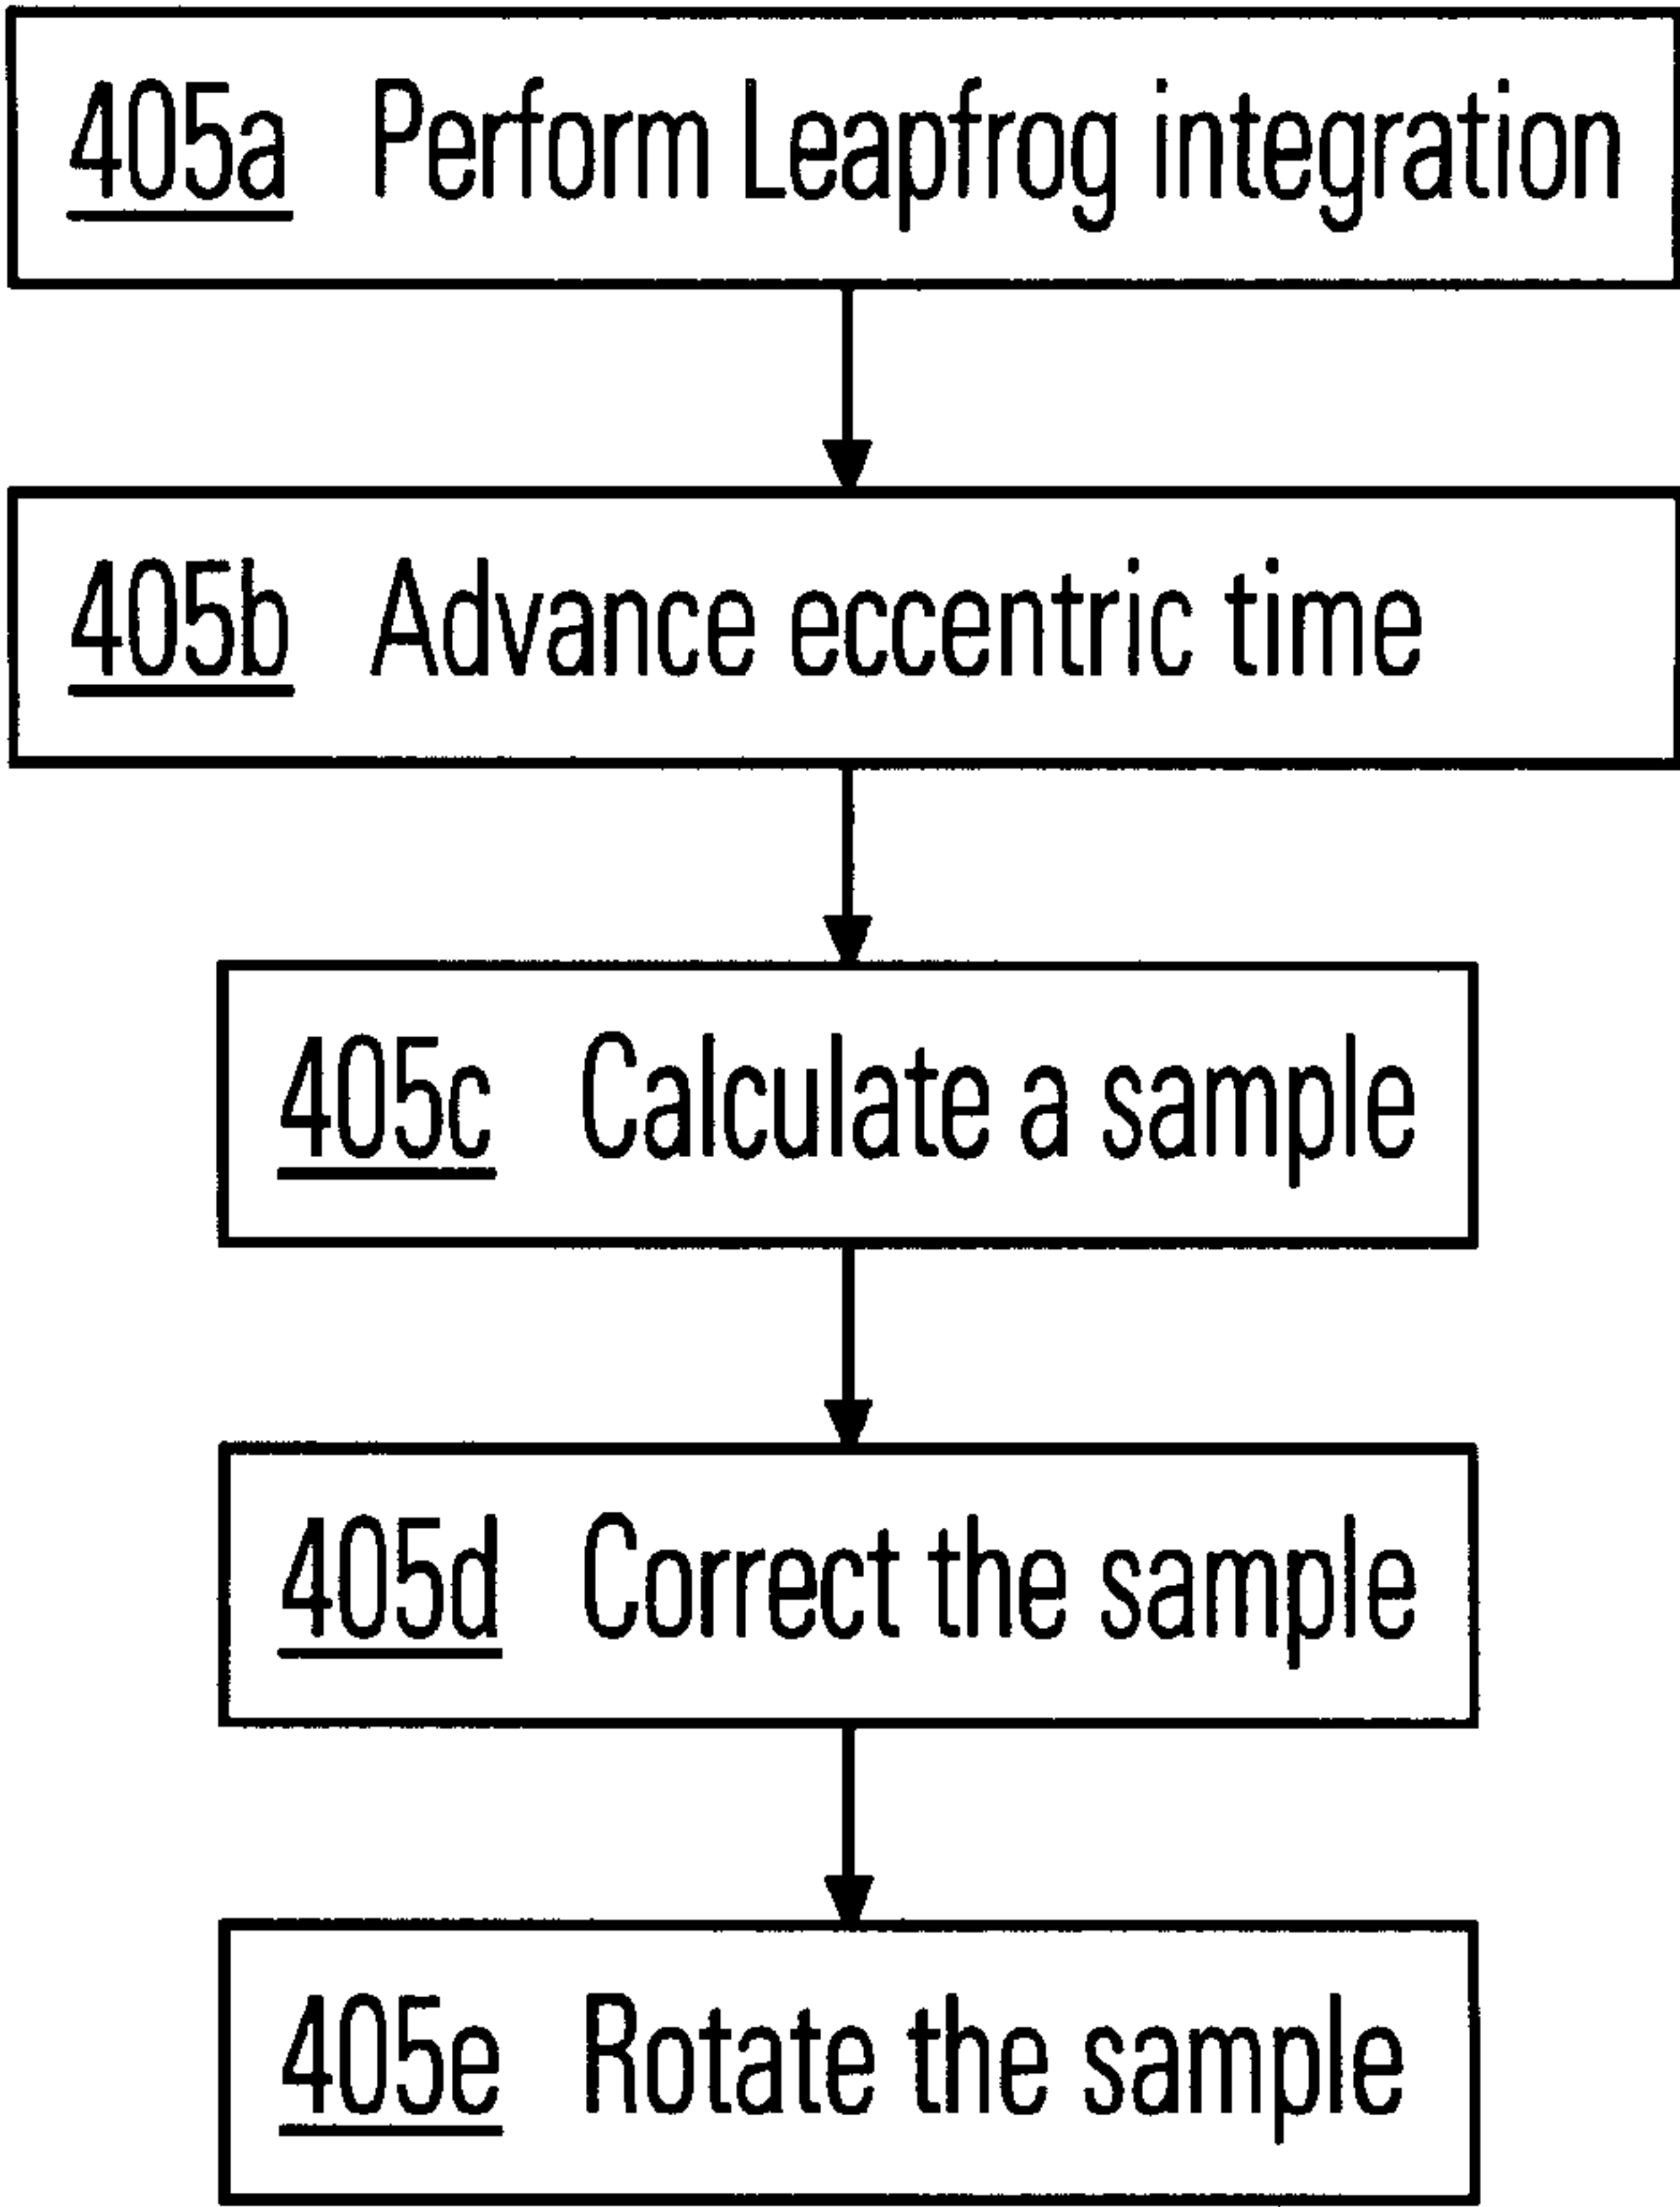 405a Perform Leapfrog integration
405b Advance eccentric time
405c Calculate a sample
405d Correct the sample
405e Rotate the sample